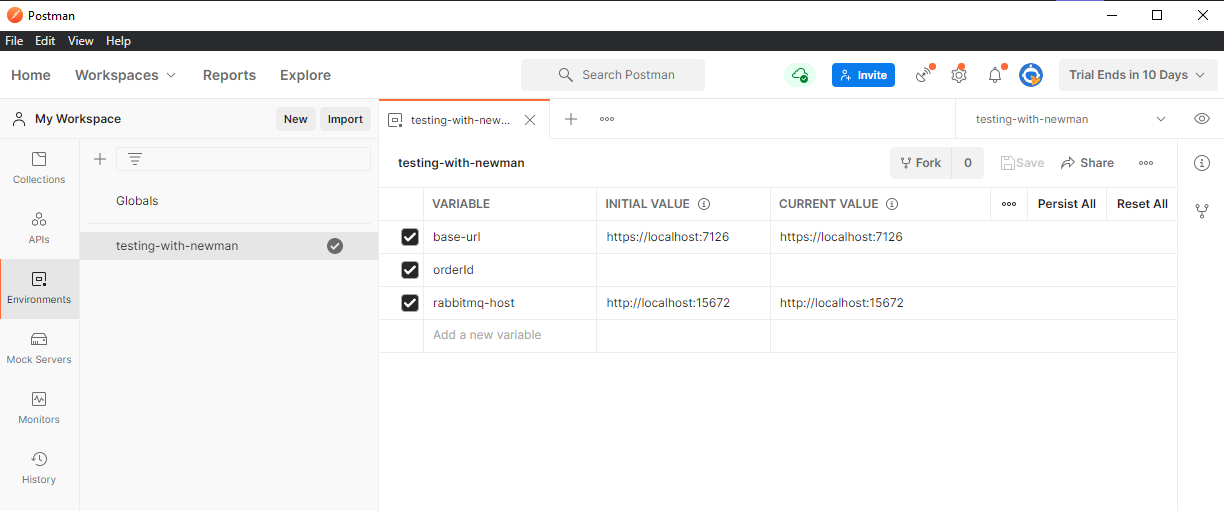 Postman
File Edit View Help
Home Workspaces Reports Explore Search Postman Invite Trial Ends in 10 Days
My Workspace New Import testing-with-new... testing-with-newman
Collections
APIs
Environments
Mock Servers
Monitors
History
Globals
testing-with-newman
testing-with-newman Fork 0 Save Share
VARIABLE INITIAL VALUE CURRENT VALUE Persist All Reset All
base-url https://localhost:7126 https://localhost:7126
orderId
rabbitmq-host http://localhost:15672 http://localhost:15672
Add a new variable